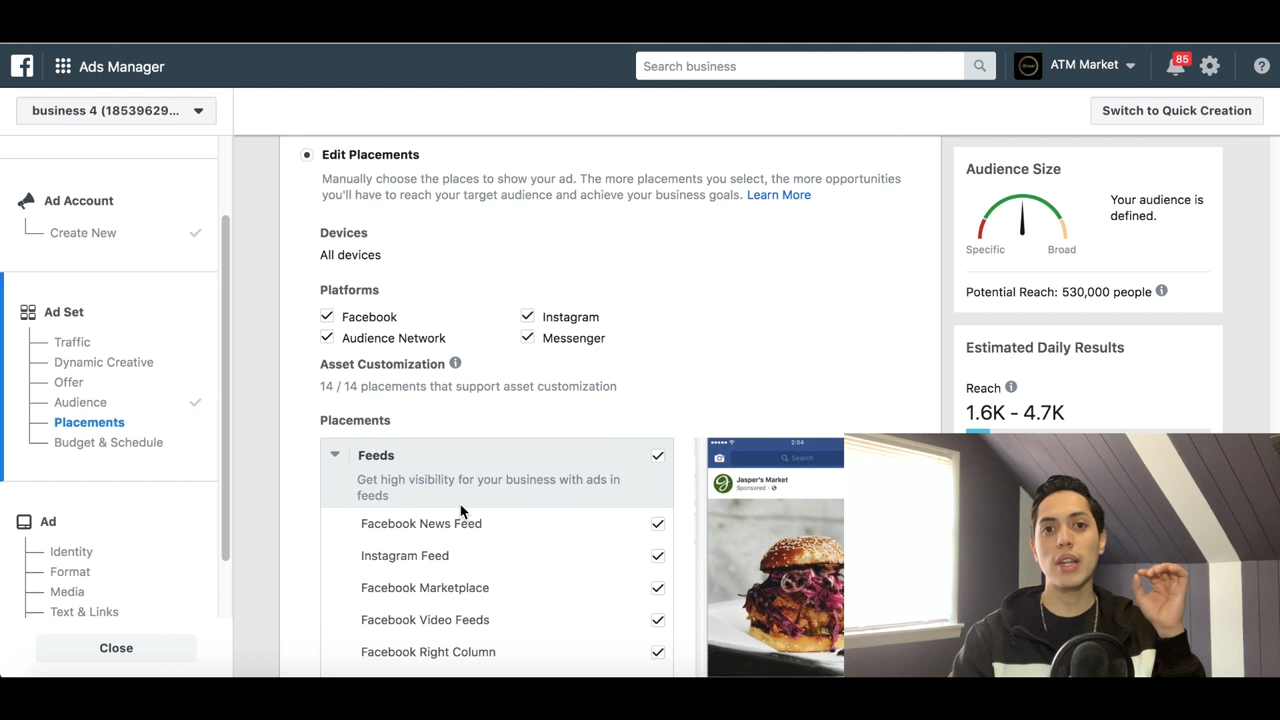 Ads Manager
Search business
ATM Market
85
business 4 (18539629...
Switch to Quick Creation
Ad Account
Create New
Ad Set
Traffic
Dynamic Creative
Offer
Audience
Placements
Budget & Schedule
Ad
Identity
Format
Media
Text & Links
Close
Edit Placements
Manually choose the places to show your ad. The more placements you select, the more opportunities
you'll have to reach your target audience and achieve your business goals. Learn More
Devices
All devices
Platforms
Facebook
Instagram
Audience Network
Messenger
Asset Customization
14 / 14 placements that support asset customization
Placements
Feeds
Get high visibility for your business with ads in
feeds
Facebook News Feed
Instagram Feed
Facebook Marketplace
Facebook Video Feeds
Facebook Right Column
2:04
Search
Jasper's Market
Sponsored
Audience Size
Your audience is
defined.
Specific
Broad
Potential Reach: 530,000 people
Estimated Daily Results
Reach
1.6K - 4.7K